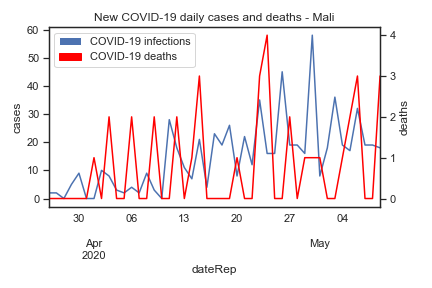 New COVID-19 daily cases and deaths - Mali
COVID-19 infections
COVID-19 deaths
cases
60
50
40
30
20
10
0
deaths
4
3
2
1
0
30 06 13 20 27 04
Apr May
2020
dateRep